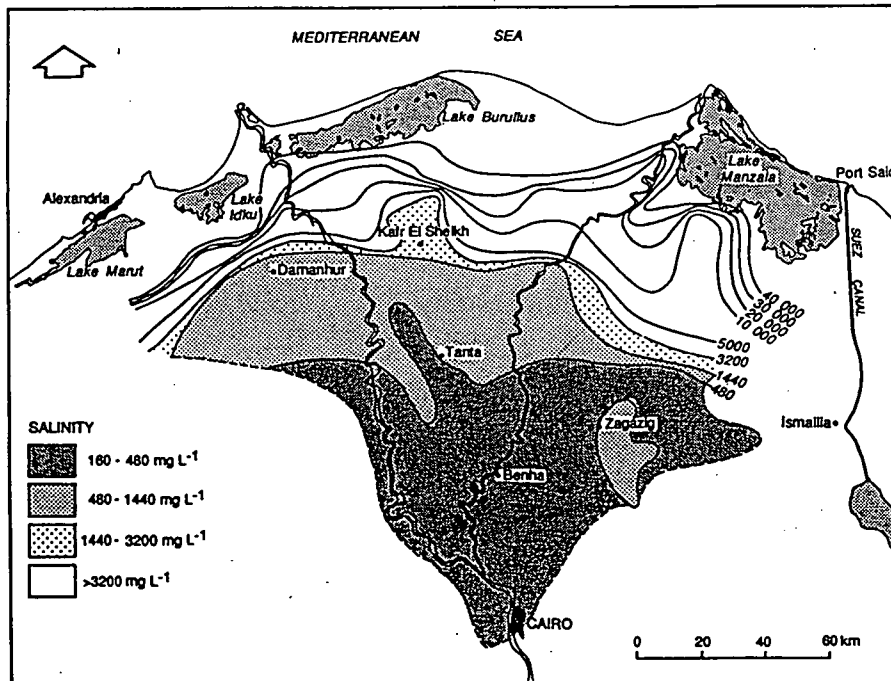 MEDITERRANEAN SEA
Lake Burullus
Lake Manzala
Port Said
Alexandria
Lake Idku
Lake Marut
Kafr El Sheikh
Damanhur
SUEZ CANAL
40 000
30 000
20 000
10 000
5000
3200
1440
480
Tanta
Ismailia
Zagazig
Benha
SALINITY
160 - 480 mg L⁻¹
480 - 1440 mg L⁻¹
1440 - 3200 mg L⁻¹
>3200 mg L⁻¹
CAIRO
0 20 40 60 km